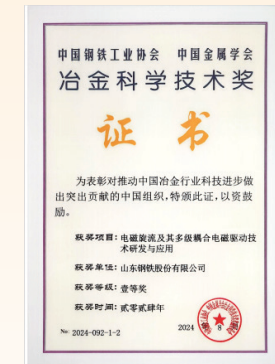 中国钢铁工业协会 中国金属学会
冶金科学技术奖
证书
为表彰对推动中国冶金行业科技进步做
出突出贡献的中国组织，特颁此证，以资鼓
励。
获奖项目：电磁旋流及其多级耦合电磁驱动技
术研发与应用
获奖单位：山东钢铁股份有限公司
获奖等级：壹等奖
获奖时间：贰零贰肆年
№ 2024-092-1-2
2024 8